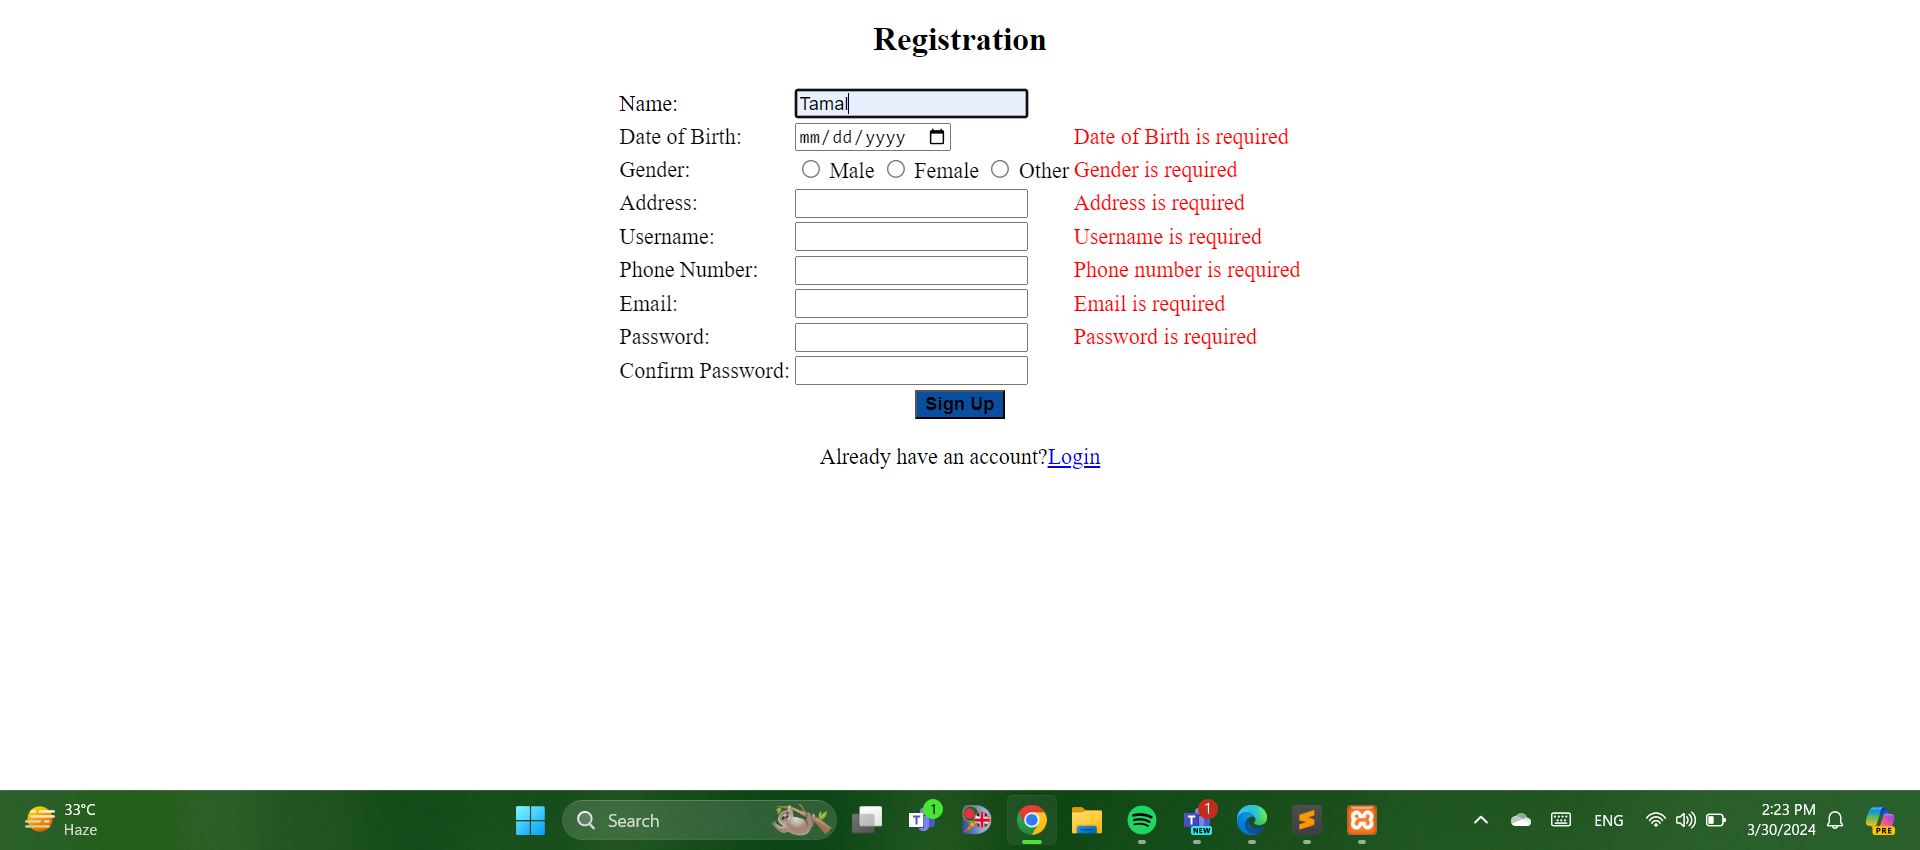 Registration
Name: Tamal
Date of Birth: mm/dd/yyyy Date of Birth is required
Gender: Male Female Other Gender is required
Address: Address is required
Username: Username is required
Phone Number: Phone number is required
Email: Email is required
Password: Password is required
Confirm Password:
Sign Up
Already have an account?Login
33°C
Haze
Search
T 1
T 1 NEW
ENG
2:23 PM
3/30/2024
PRE